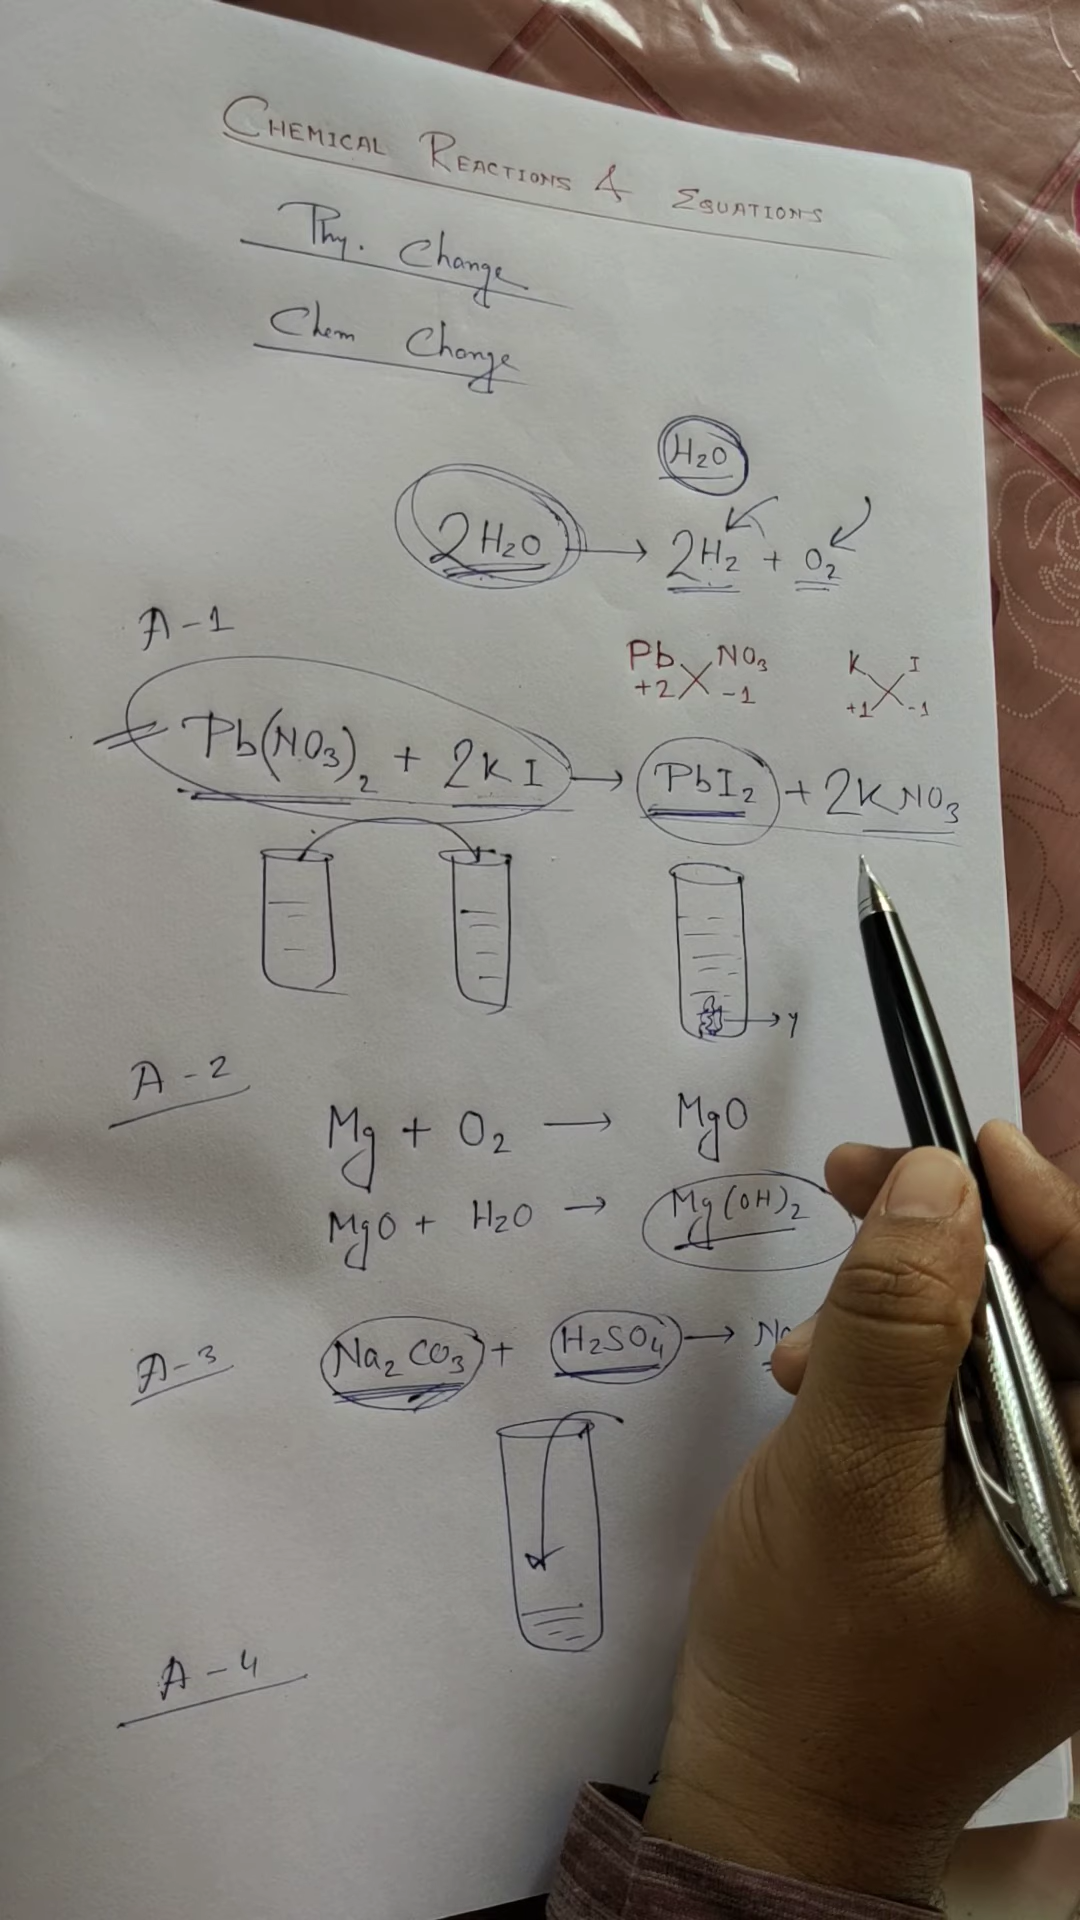 CHEMICAL REACTIONS & EQUATIONS
Phy. Change
Chem Change
H₂O
2H₂O → 2H₂ + O₂
A-1
Pb NO₃ K I
+2 -1 +1 -1
Pb(NO₃)₂ + 2KI → PbI₂ + 2KNO₃
y
A-2
Mg + O₂ → MgO
MgO + H₂O → Mg(OH)₂
A-3
Na₂CO₃ + H₂SO₄ → Na
A-4